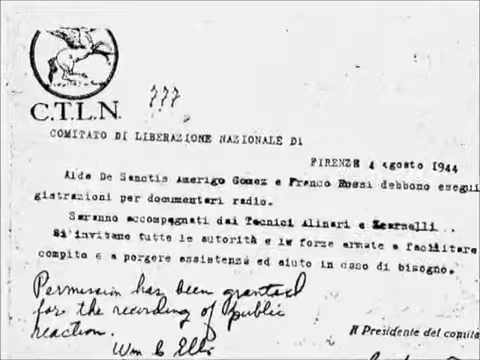 C.T.L.N.
777
COMITATO DI LIBERAZIONE NAZIONALE DI
FIRENZE 4 agosto 1944
Aldo De Sanctis Amerigo Gomez e Franco Rossi debbono esegui
gistrazioni per documentari radio.
Saranno accompagnati dai Tecnici Alinari e
Si'invitano tutte le autorità e le forze armate a facilitare
compito e a porgere assistenza ed aiuto in caso di bisogno.
Permission has been granted
for the recording of public
reaction.
Wm C Ellis
Il Presidente del comita